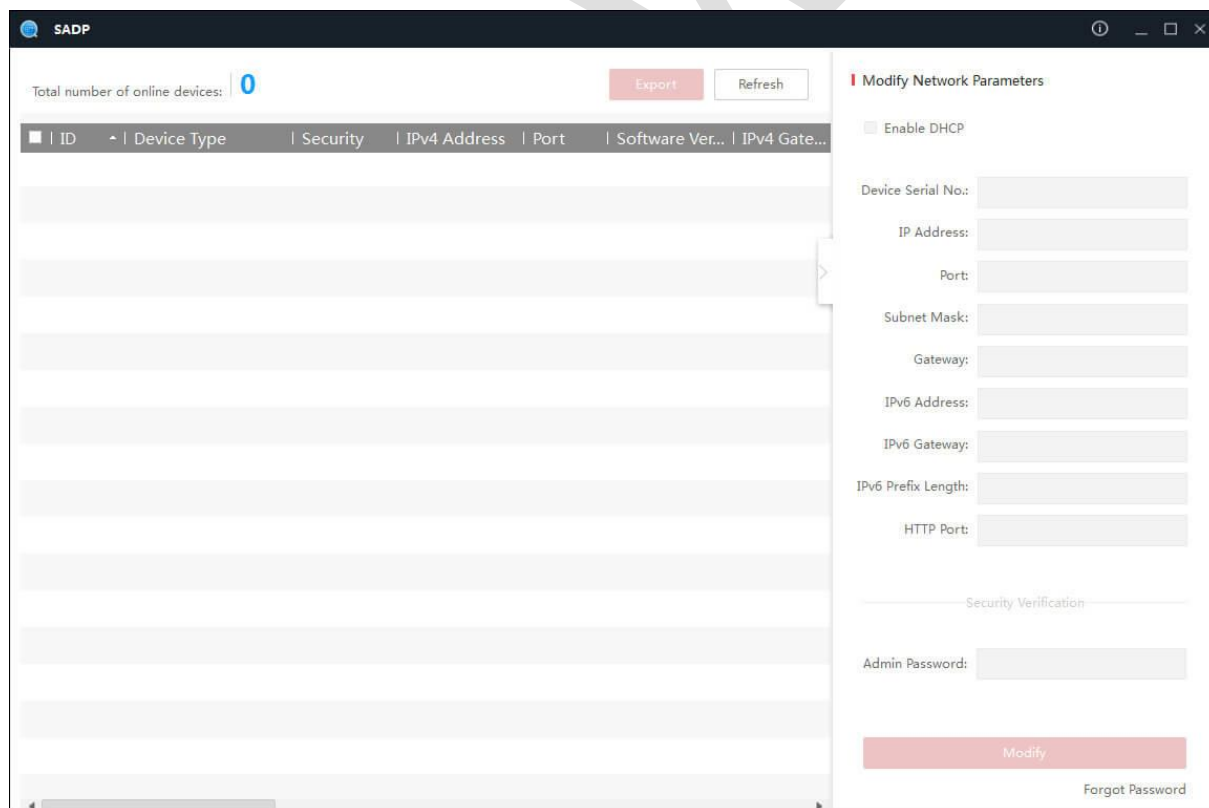 SADP
Total number of online devices: 0
Export
Refresh
ID
Device Type
Security
IPv4 Address
Port
Software Ver...
IPv4 Gate...
Modify Network Parameters
Enable DHCP
Device Serial No.:
IP Address:
Port:
Subnet Mask:
Gateway:
IPv6 Address:
IPv6 Gateway:
IPv6 Prefix Length:
HTTP Port:
Security Verification
Admin Password:
Modify
Forgot Password